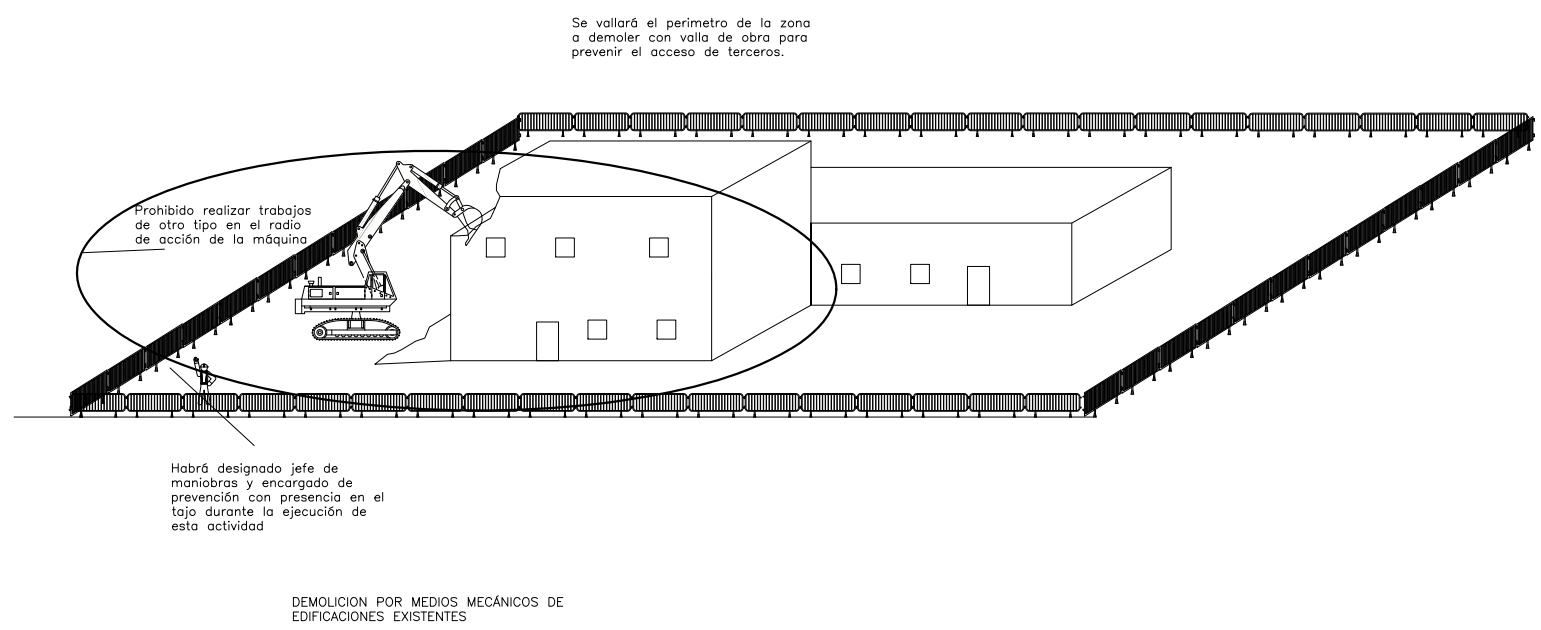 Se vallará el perimetro de la zona
a demoler con valla de obra para
prevenir el acceso de terceros.
Prohibido realizar trabajos
de otro tipo en el radio
de acción de la máquina
Habrá designado jefe de
maniobras y encargado de
prevención con presencia en el
tajo durante la ejecución de
esta actividad
DEMOLICION POR MEDIOS MECÁNICOS DE
EDIFICACIONES EXISTENTES